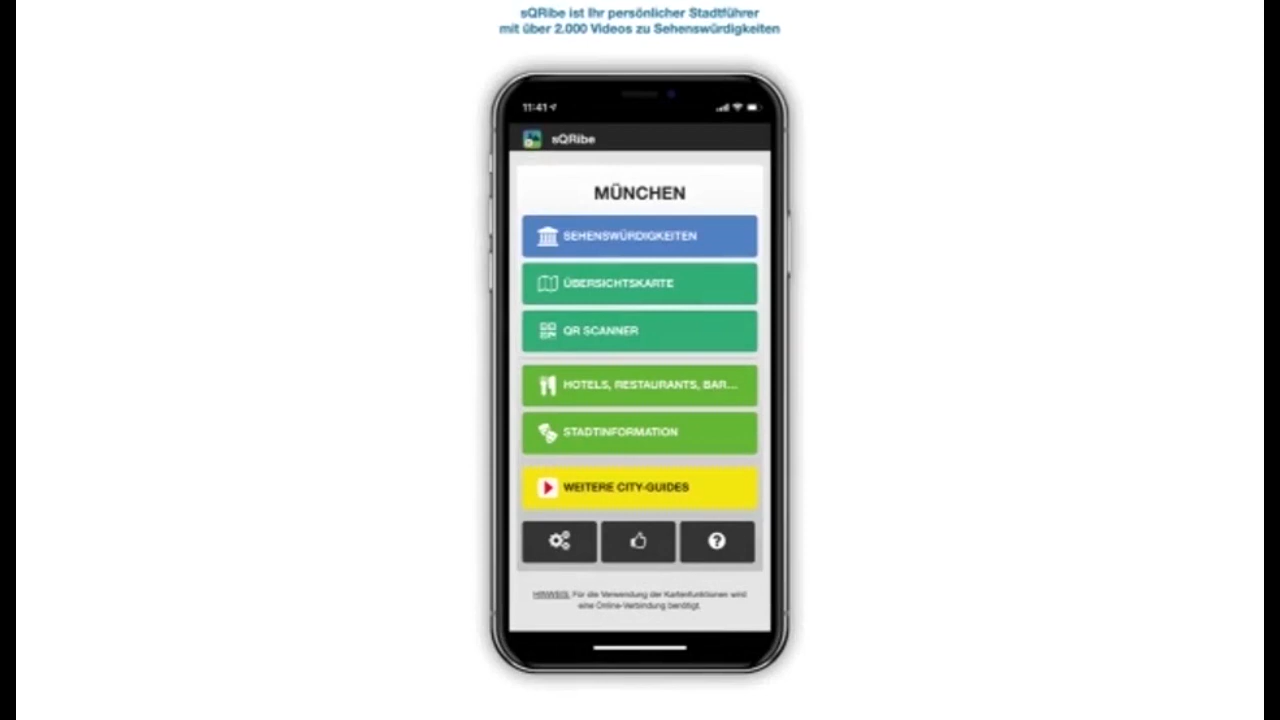 sQRibe ist Ihr persönlicher Stadtführer
mit über 2.000 Videos zu Sehenswürdigkeiten
11:41
sQRibe
MÜNCHEN
SEHENSWÜRDIGKEITEN
ÜBERSICHTSKARTE
QR SCANNER
HOTELS, RESTAURANTS, BAR...
STADTINFORMATION
WEITERE CITY-GUIDES
HINWEIS: Für die Verwendung der Kartenfunktionen wird
eine Online-Verbindung benötigt.